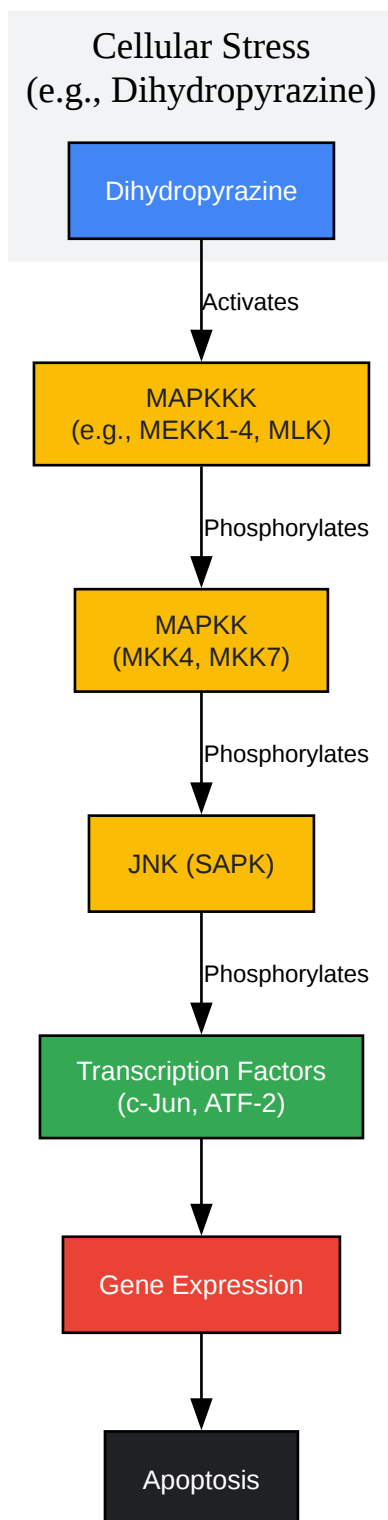 Cellular Stress
(e.g., Dihydropyrazine)
Dihydropyrazine
Activates
MAPKKK
(e.g., MEKK1-4, MLK)
Phosphorylates
MAPKK
(MKK4, MKK7)
Phosphorylates
JNK (SAPK)
Phosphorylates
Transcription Factors
(c-Jun, ATF-2)
Gene Expression
Apoptosis